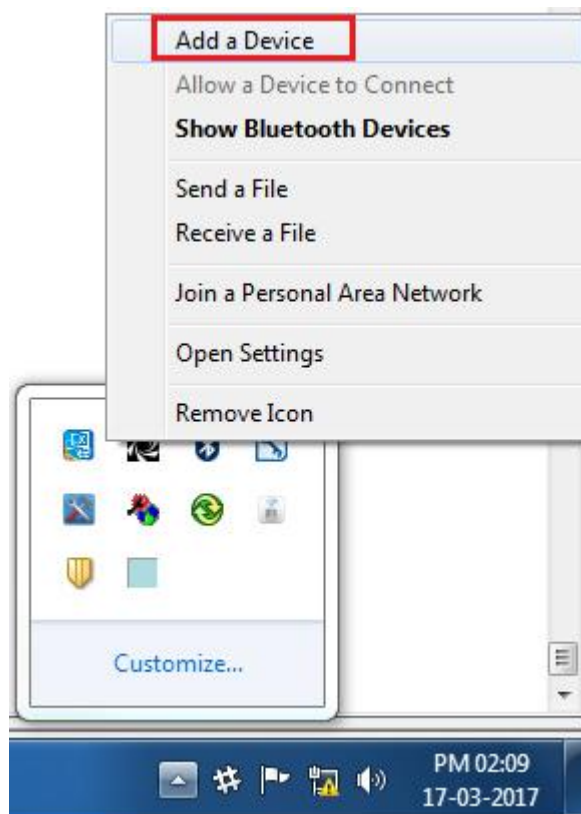 Add a Device
Allow a Device to Connect
Show Bluetooth Devices
Send a File
Receive a File
Join a Personal Area Network
Open Settings
Remove Icon
Customize...
PM 02:09
17-03-2017